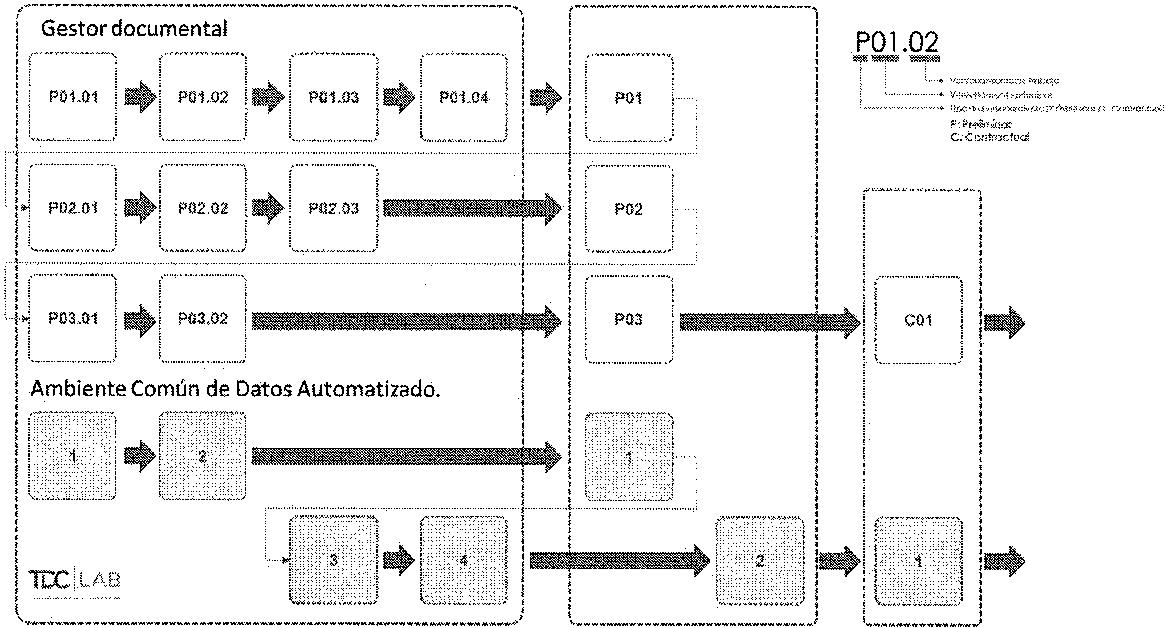 Gestor documental
P01.02
P01.01
P01.02
P01.03
P01.04
P01
P: Preliminar
C: Contractual
P02.01
P02.02
P02.03
P02
P03.01
P03.02
P03
C01
Ambiente Común de Datos Automatizado.
1
2
1
3
4
2
1
TDC LAB